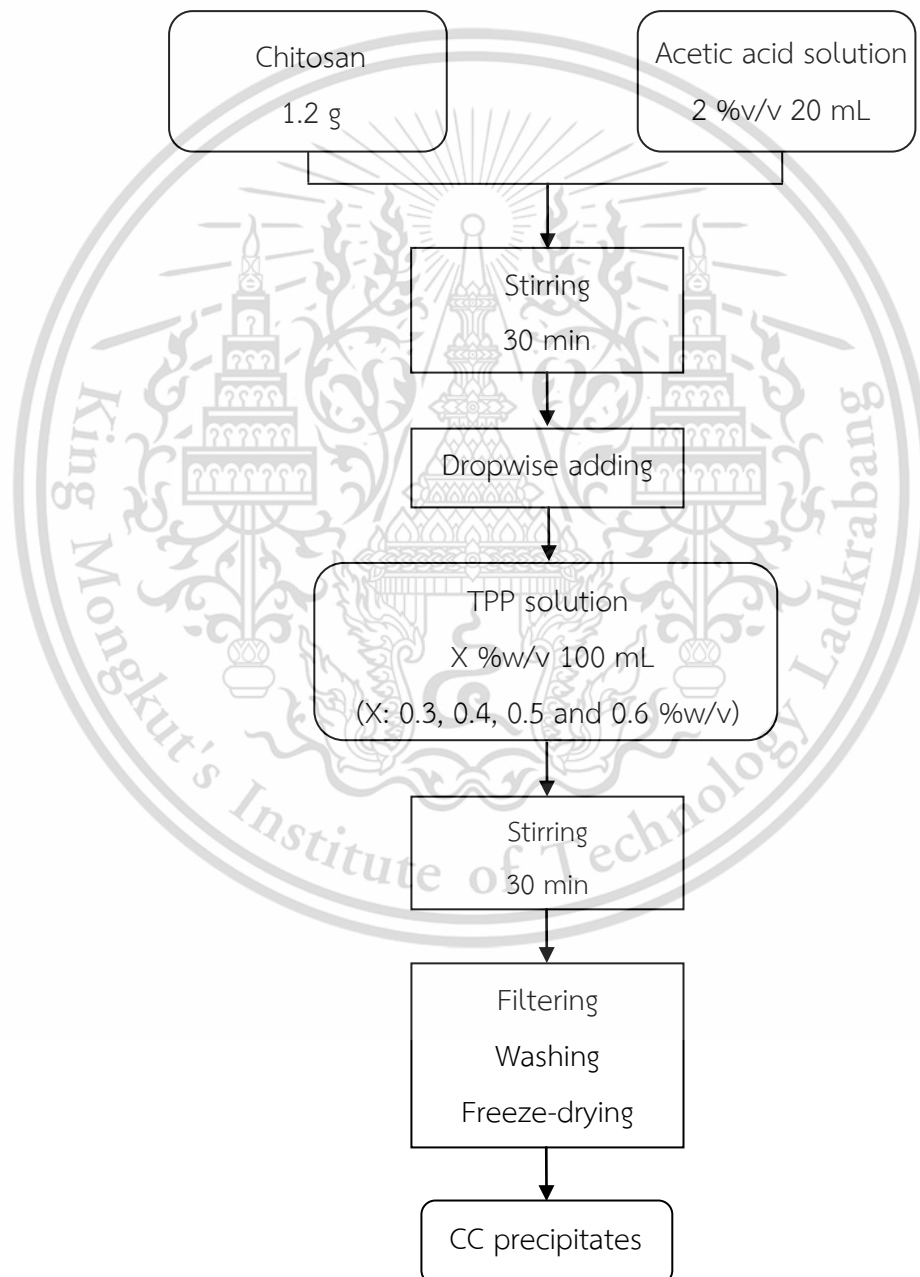 Chitosan
1.2 g
Acetic acid solution
2 %v/v 20 mL
Stirring
30 min
Dropwise adding
TPP solution
X %w/v 100 mL
(X: 0.3, 0.4, 0.5 and 0.6 %w/v)
Stirring
30 min
Filtering
Washing
Freeze-drying
CC precipitates
King Mongkut's Institute of Technology Ladkrabang